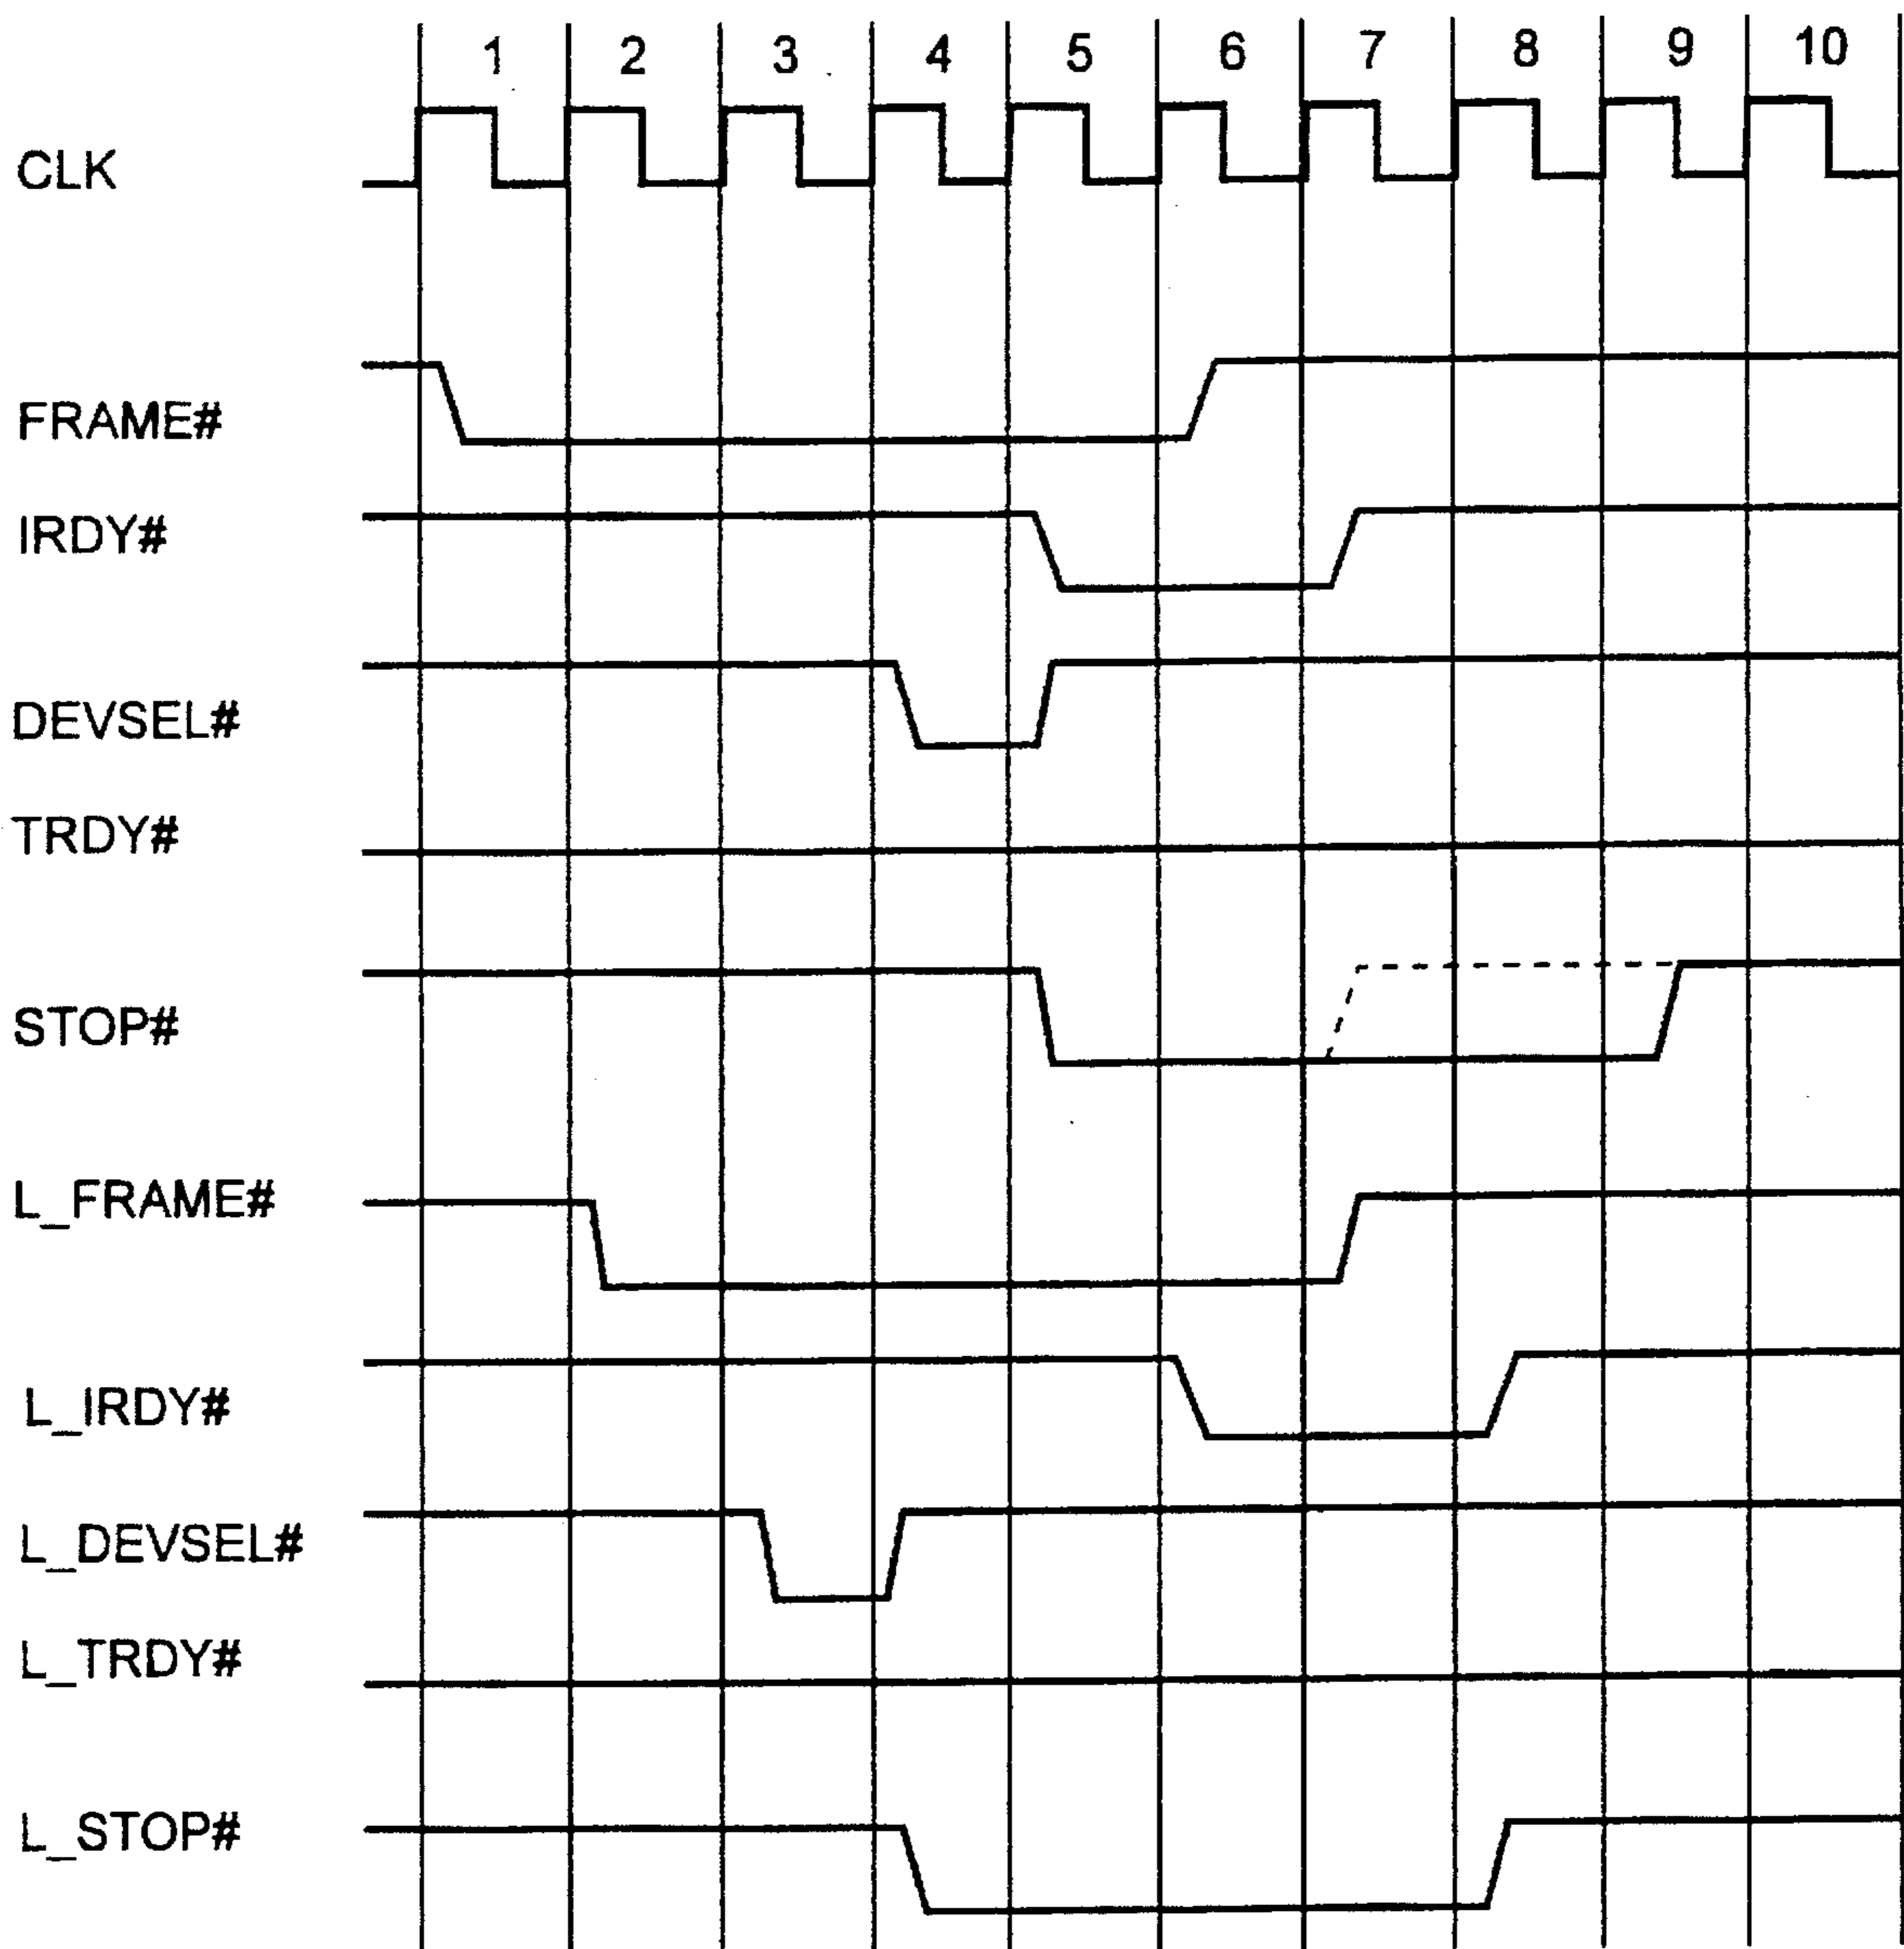 1 2 3 4 5 6 7 8 9 10
CLK
FRAME#
IRDY#
DEVSEL#
TRDY#
STOP#
L_FRAME#
L_IRDY#
L_DEVSEL#
L_TRDY#
L_STOP#